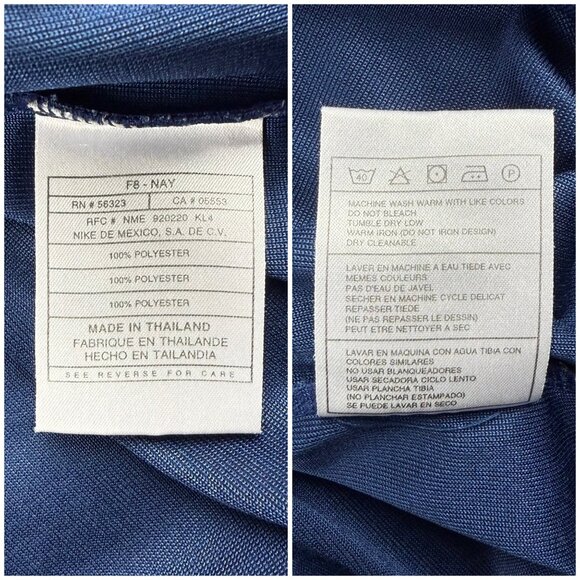 F8 - NAY
RN # 56323 CA # 05553
RFC # NME 920220 KL4
NIKE DE MEXICO, S.A. DE C.V.
100% POLYESTER
100% POLYESTER
100% POLYESTER
MADE IN THAILAND
FABRIQUE EN THAILANDE
HECHO EN TAILANDIA
SEE REVERSE FOR CARE
40 P
MACHINE WASH WARM WITH LIKE COLORS
DO NOT BLEACH
TUMBLE DRY LOW
WARM IRON (DO NOT IRON DESIGN)
DRY CLEANABLE
LAVER EN MACHINE A EAU TIEDE AVEC
MEMES COULEURS
PAS D'EAU DE JAVEL
SECHER EN MACHINE CYCLE DELICAT
REPASSER TIEDE
(NE PAS REPASSER LE DESSIN)
PEUT ETRE NETTOYER A SEC
LAVAR EN MAQUINA CON AGUA TIBIA CON
COLORES SIMILARES
NO USAR BLANQUEADORES
USAR SECADORA CICLO LENTO
USAR PLANCHA TIBIA
(NO PLANCHAR ESTAMPADO)
SE PUEDE LAVAR EN SECO